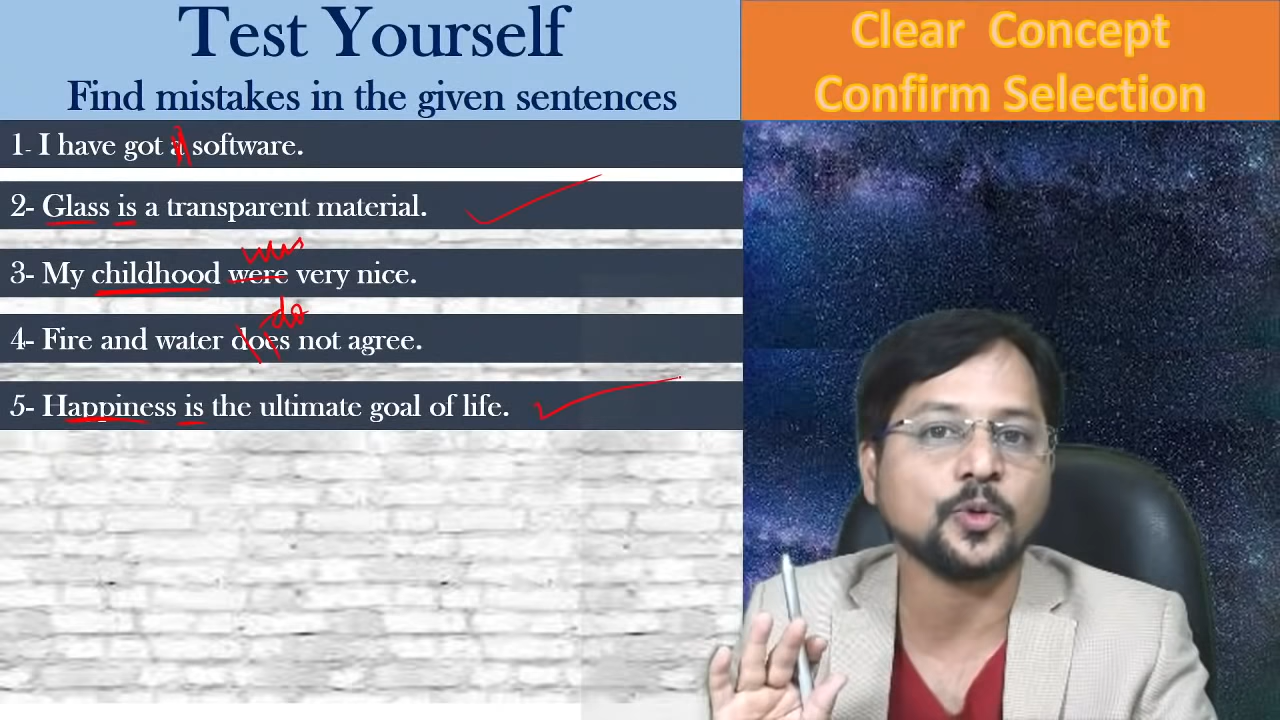 Test Yourself
Find mistakes in the given sentences
Clear Concept
Confirm Selection
1- I have got a software.
2- Glass is a transparent material.
was
3- My childhood were very nice.
do
4- Fire and water does not agree.
5- Happiness is the ultimate goal of life.